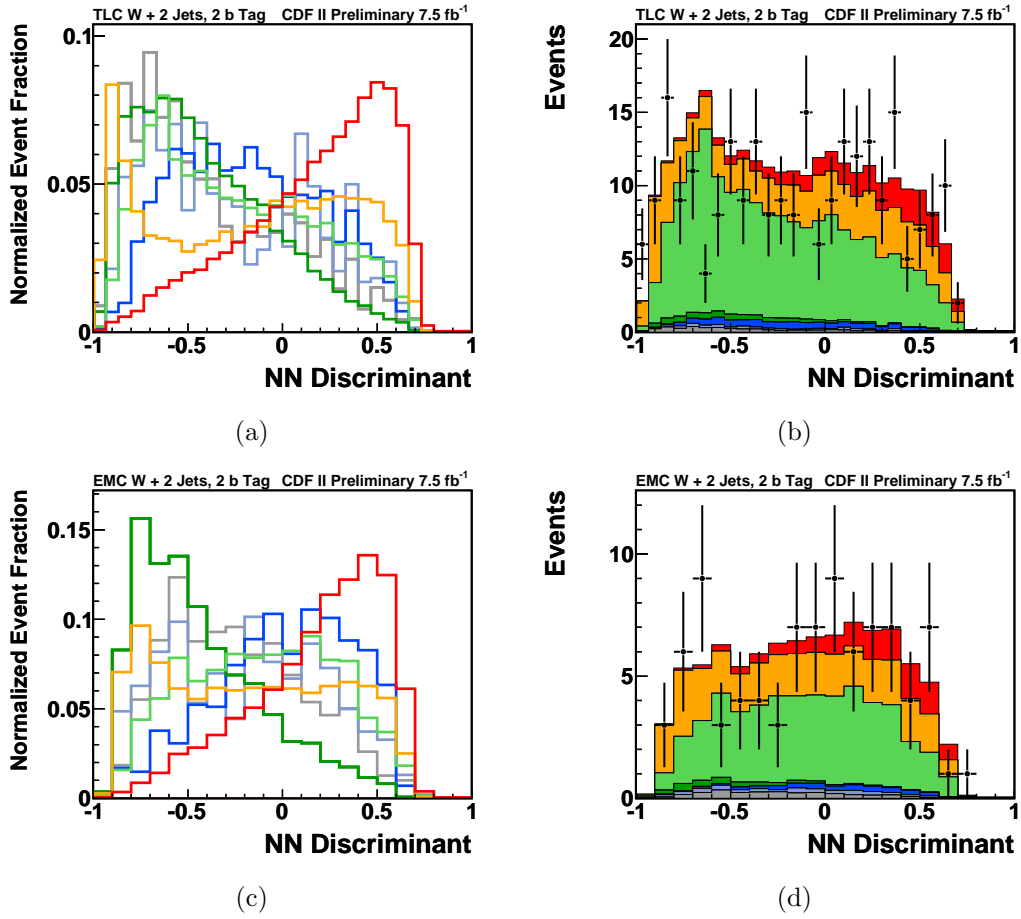 TLC W + 2 Jets, 2 b Tag CDF II Preliminary 7.5 fb⁻¹
Normalized Event Fraction
0.1
0.05
0
-1 -0.5 0 0.5 1
NN Discriminant
(a)
TLC W + 2 Jets, 2 b Tag CDF II Preliminary 7.5 fb⁻¹
Events
20
15
10
5
0
-1 -0.5 0 0.5 1
NN Discriminant
(b)
EMC W + 2 Jets, 2 b Tag CDF II Preliminary 7.5 fb⁻¹
Normalized Event Fraction
0.15
0.1
0.05
0
-1 -0.5 0 0.5 1
NN Discriminant
(c)
EMC W + 2 Jets, 2 b Tag CDF II Preliminary 7.5 fb⁻¹
Events
10
5
0
-1 -0.5 0 0.5 1
NN Discriminant
(d)